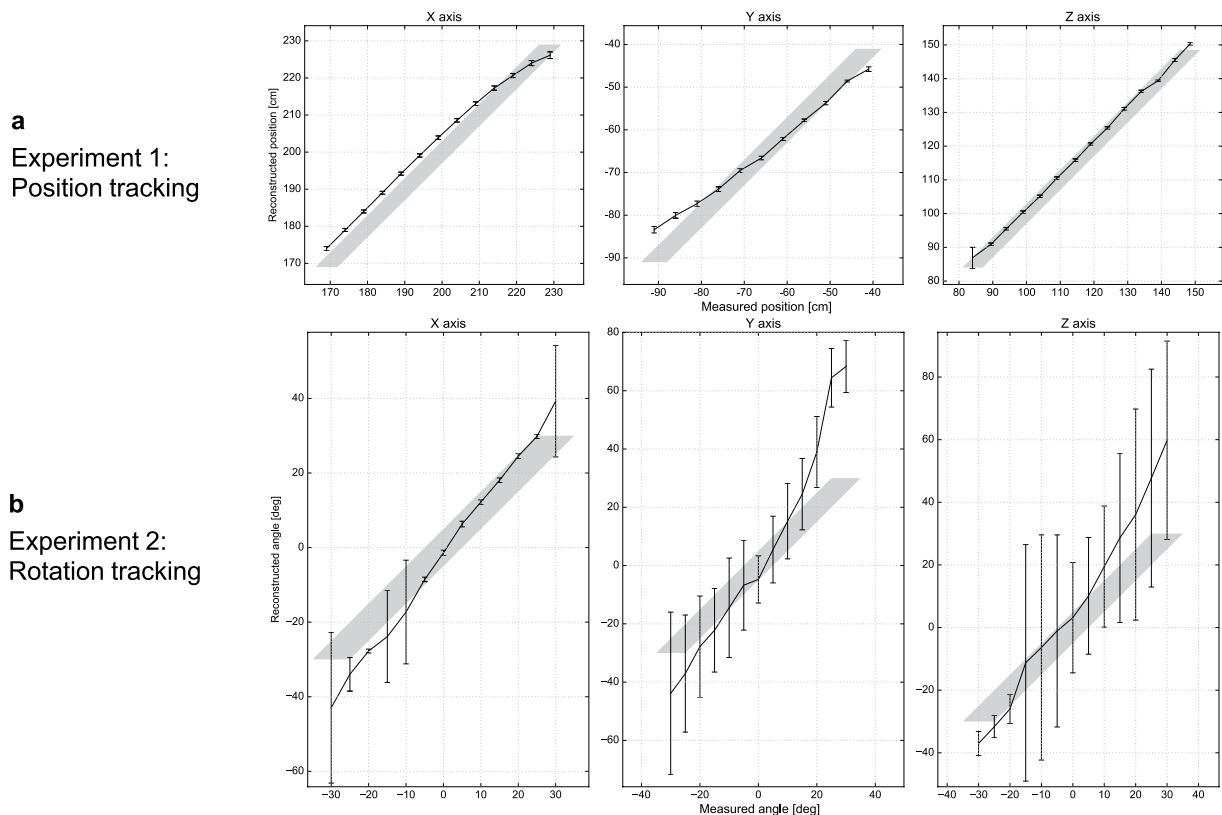 a
Experiment 1:
Position tracking
X axis
Y axis
Z axis
Reconstructed position [cm]
230
220
210
200
190
180
170
170 180 190 200 210 220 230
−40
−50
−60
−70
−80
−90
−90 −80 −70 −60 −50 −40
Measured position [cm]
150
140
130
120
110
100
90
80
80 90 100 110 120 130 140 150
b
Experiment 2:
Rotation tracking
X axis
Y axis
Z axis
Reconstructed angle [deg]
40
20
0
−20
−40
−60
−30 −20 −10 0 10 20 30
80
60
40
20
0
−20
−40
−60
−40 −20 0 20 40
Measured angle [deg]
80
60
40
20
0
−20
−40
−40 −30 −20 −10 0 10 20 30 40